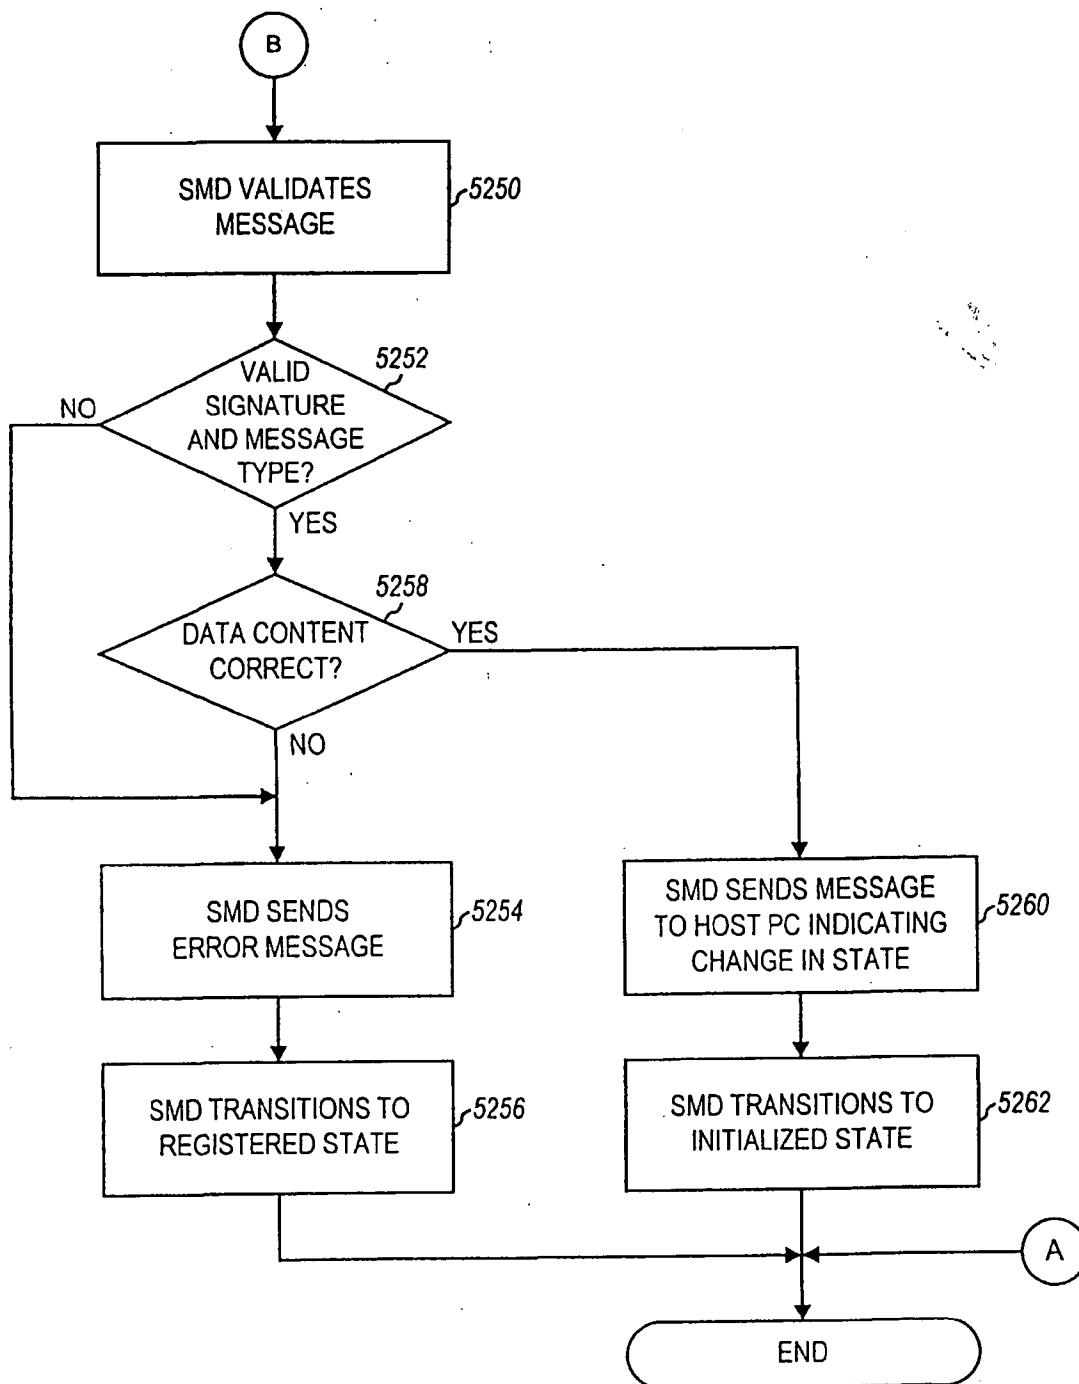 B
SMD VALIDATES
MESSAGE
5250
5252
VALID
SIGNATURE
AND MESSAGE
TYPE?
NO
YES
5258
DATA CONTENT
CORRECT?
YES
NO
SMD SENDS
ERROR MESSAGE
5254
SMD SENDS MESSAGE
TO HOST PC INDICATING
CHANGE IN STATE
5260
SMD TRANSITIONS TO
REGISTERED STATE
5256
SMD TRANSITIONS TO
INITIALIZED STATE
5262
A
END